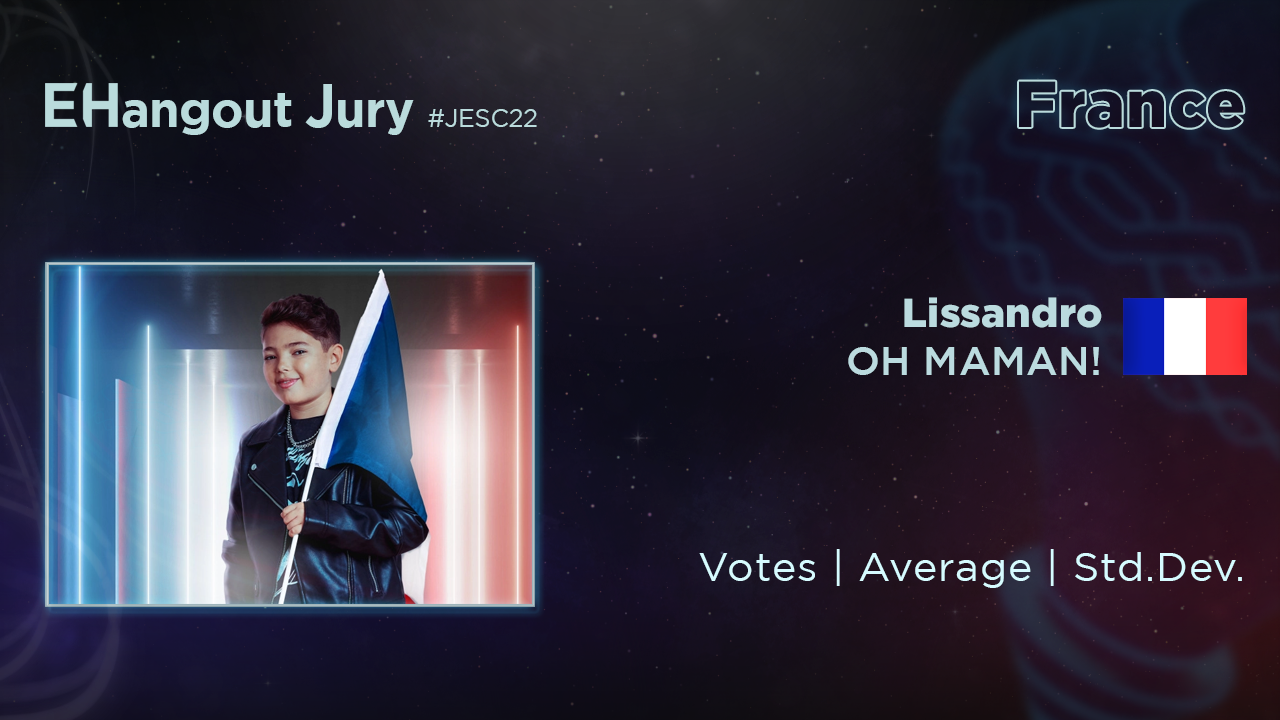 EHangout Jury #JESC22
France
Lissandro
OH MAMAN!
Votes | Average | Std.Dev.